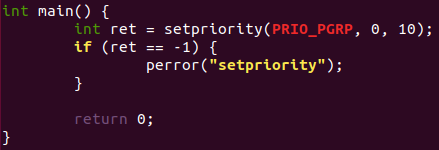 int main() {
        int ret = setpriority(PRIO_PGRP, 0, 10);
        if (ret == -1) {
                perror("setpriority");
        }
        return 0;
}